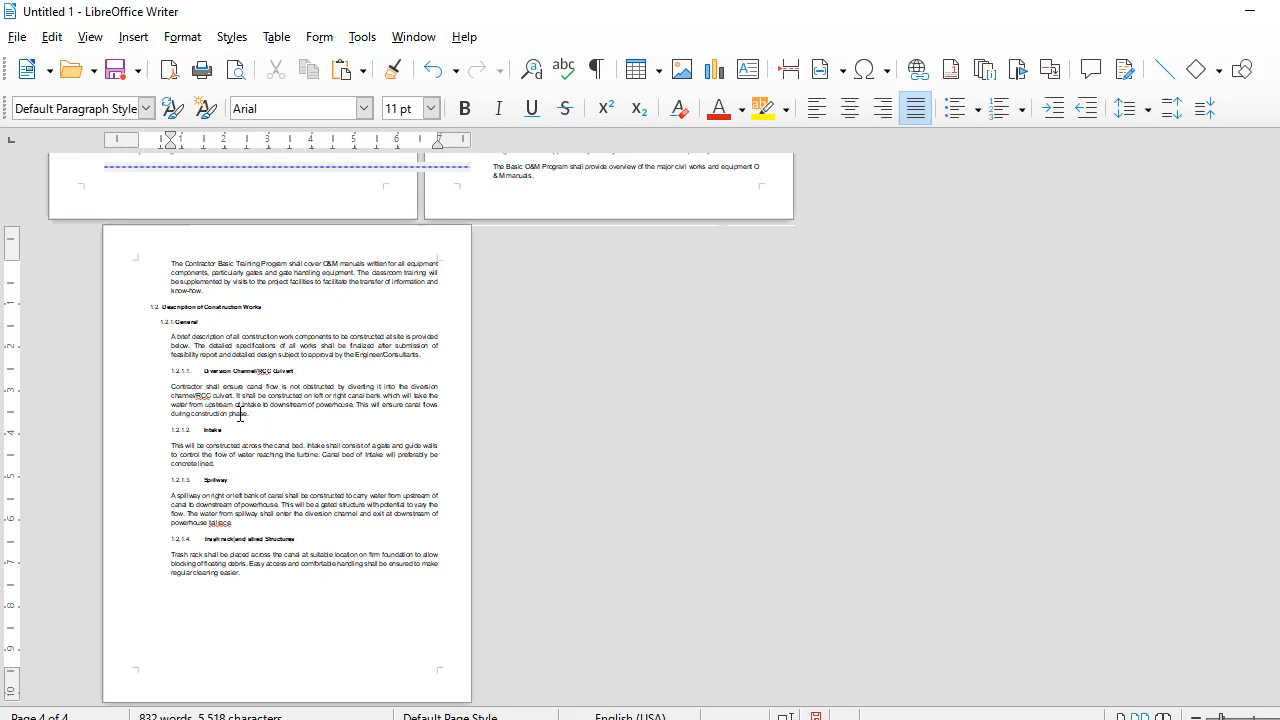 Untitled 1 - LibreOffice Writer
File Edit View Insert Format Styles Table Form Tools Window Help
Default Paragraph Style Arial 11 pt
1 1 2 3 4 5 6 7
The Basic O&M Program shall provide overview of the major civil works and equipment O
& M manuals.
The Contractor Basic Training Program shall cover O&M manuals written for all equipment
components, particularly gates and gate handling equipment. The classroom training will
be supplemented by visits to the project facilities to facilitate the transfer of information and
know-how.
1.2 Description of Construction Works
1.2.1. General
A brief description of all construction work components to be constructed at site is provided
below. The detailed specifications of all works shall be finalized after submission of
feasibility report and detailed design subject to approval by the Engineer/Consultants.
1.2.1.1. Diversion Channel/RCC Culvert
Contractor shall ensure canal flow is not obstructed by diverting it into the diversion
channel/RCC culvert. It shall be constructed on left or right canal bank which will take the
water from upstream of intake to downstream of powerhouse. This will ensure canal flows
during construction phase.
1.2.1.2. Intake
This will be constructed across the canal bed. Intake shall consist of a gate and guide walls
to control the flow of water reaching the turbine. Canal bed of Intake will preferably be
concrete lined.
1.2.1.3. Spillway
A spillway on right or left bank of canal shall be constructed to carry water from upstream of
canal to downstream of powerhouse. This will be a gated structure with potential to vary the
flow. The water from spillway shall enter the diversion channel and exit at downstream of
powerhouse tailrace.
1.2.1.4. Trash rack and allied Structures
Trash rack shall be placed across the canal at suitable location on firm foundation to allow
blocking of floating debris. Easy access and comfortable handling shall be ensured to make
regular cleaning easier.
Page 4 of 4 832 words, 5,518 characters Default Page Style English (USA)